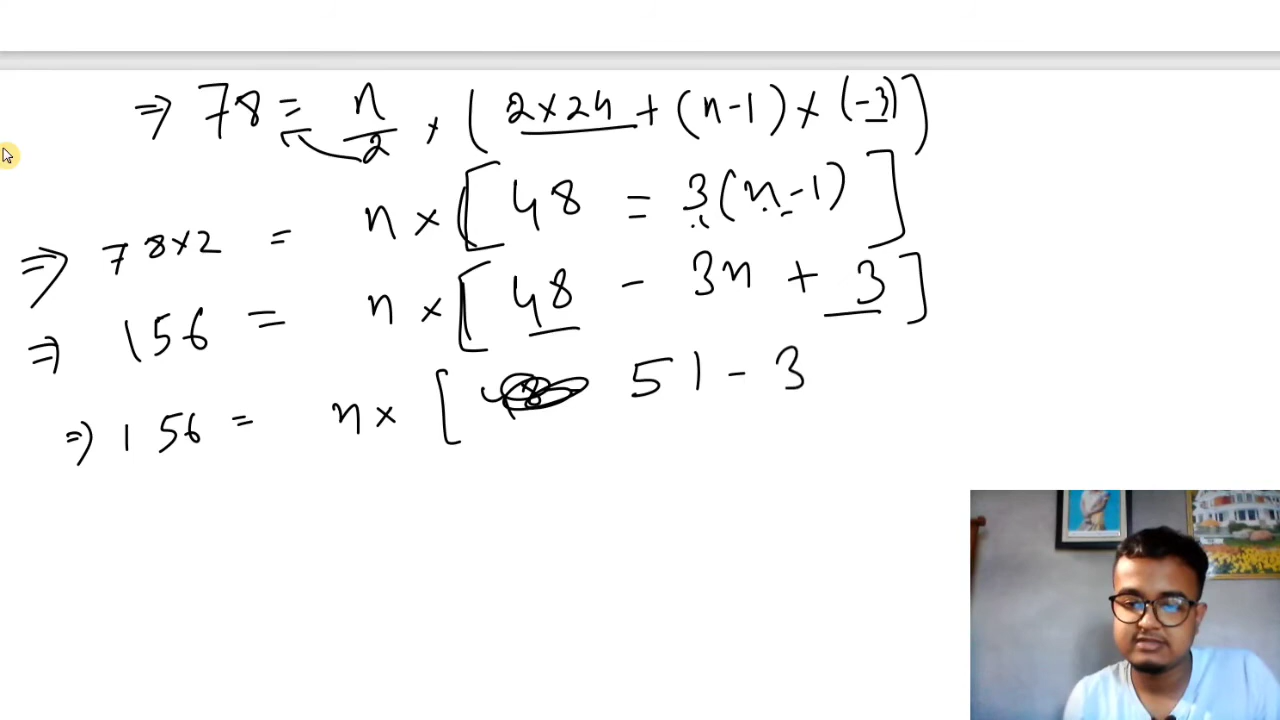 ⇒ 78 = n/2 × (2×24 + (n-1) × (-3))
⇒ 78×2 = n × [48 = 3(n-1)]
⇒ 156 = n × [48 - 3n + 3]
⇒ 156 = n × [ 51 - 3